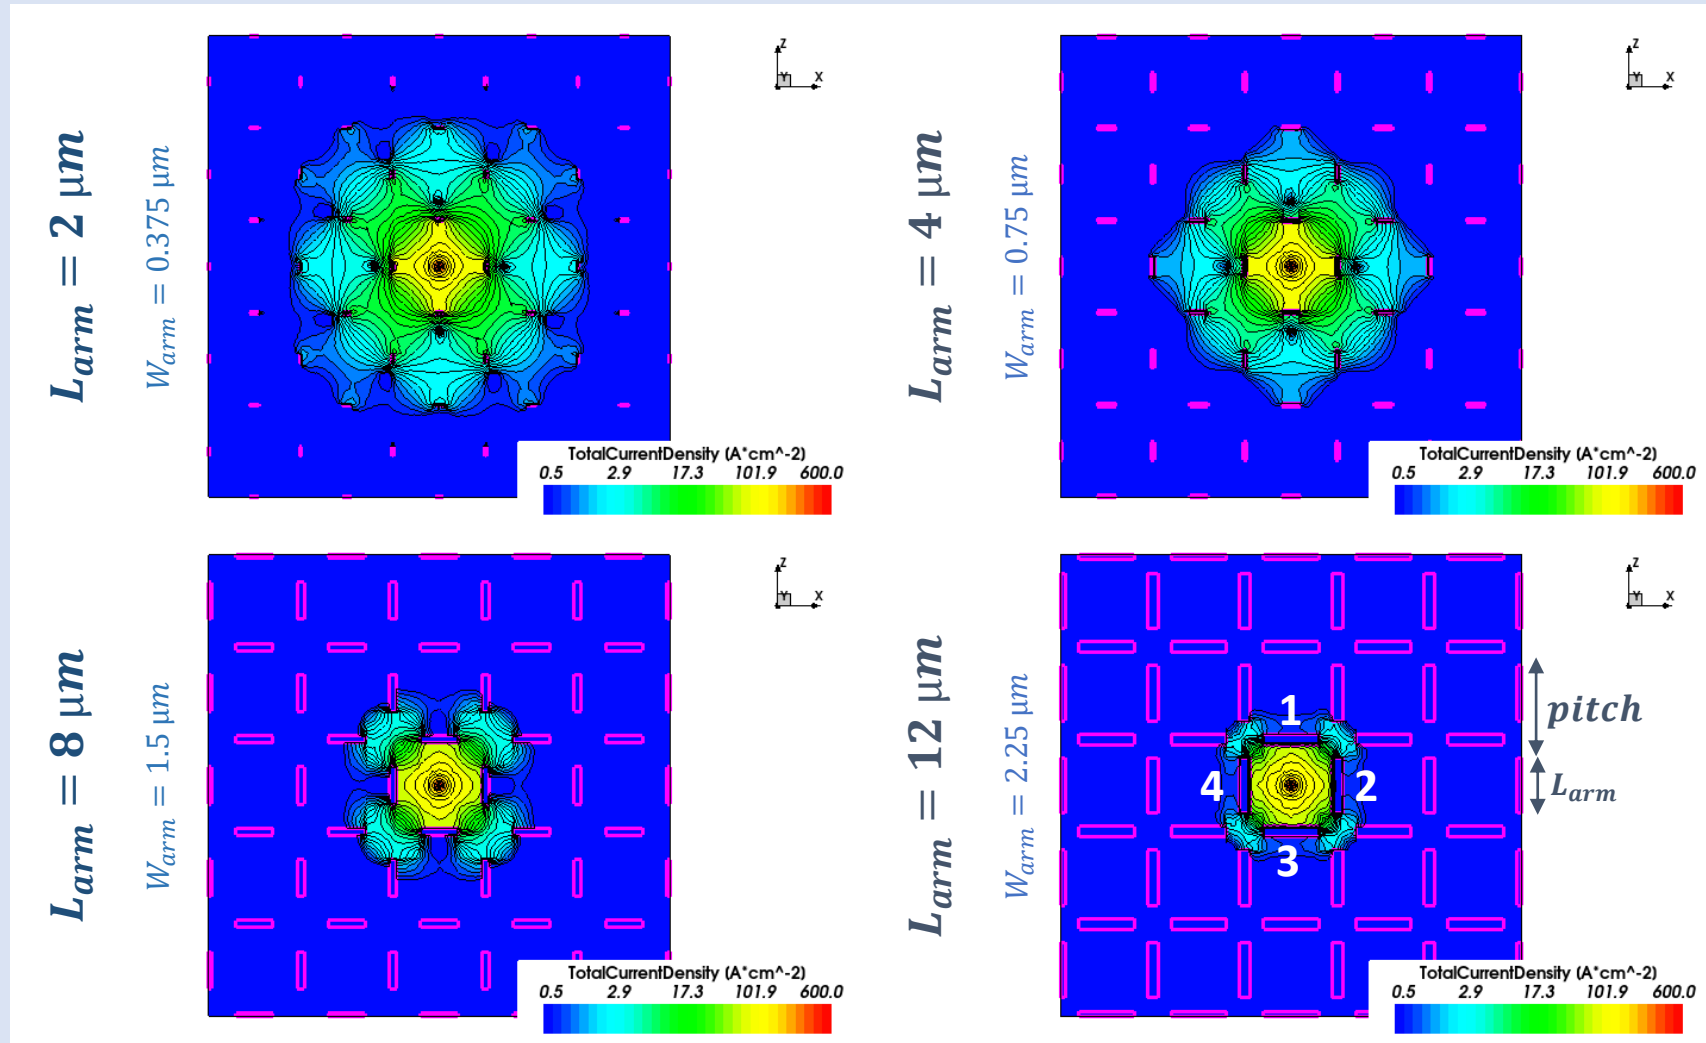 L_arm = 2 μm
W_arm = 0.375 μm
Z
Y X
TotalCurrentDensity (A*cm^-2)
0.5 2.9 17.3 101.9 600.0
L_arm = 4 μm
W_arm = 0.75 μm
Z
Y X
TotalCurrentDensity (A*cm^-2)
0.5 2.9 17.3 101.9 600.0
L_arm = 8 μm
W_arm = 1.5 μm
Z
Y X
TotalCurrentDensity (A*cm^-2)
0.5 2.9 17.3 101.9 600.0
L_arm = 12 μm
W_arm = 2.25 μm
Z
Y X
1
4 2
3
pitch
L_arm
TotalCurrentDensity (A*cm^-2)
0.5 2.9 17.3 101.9 600.0